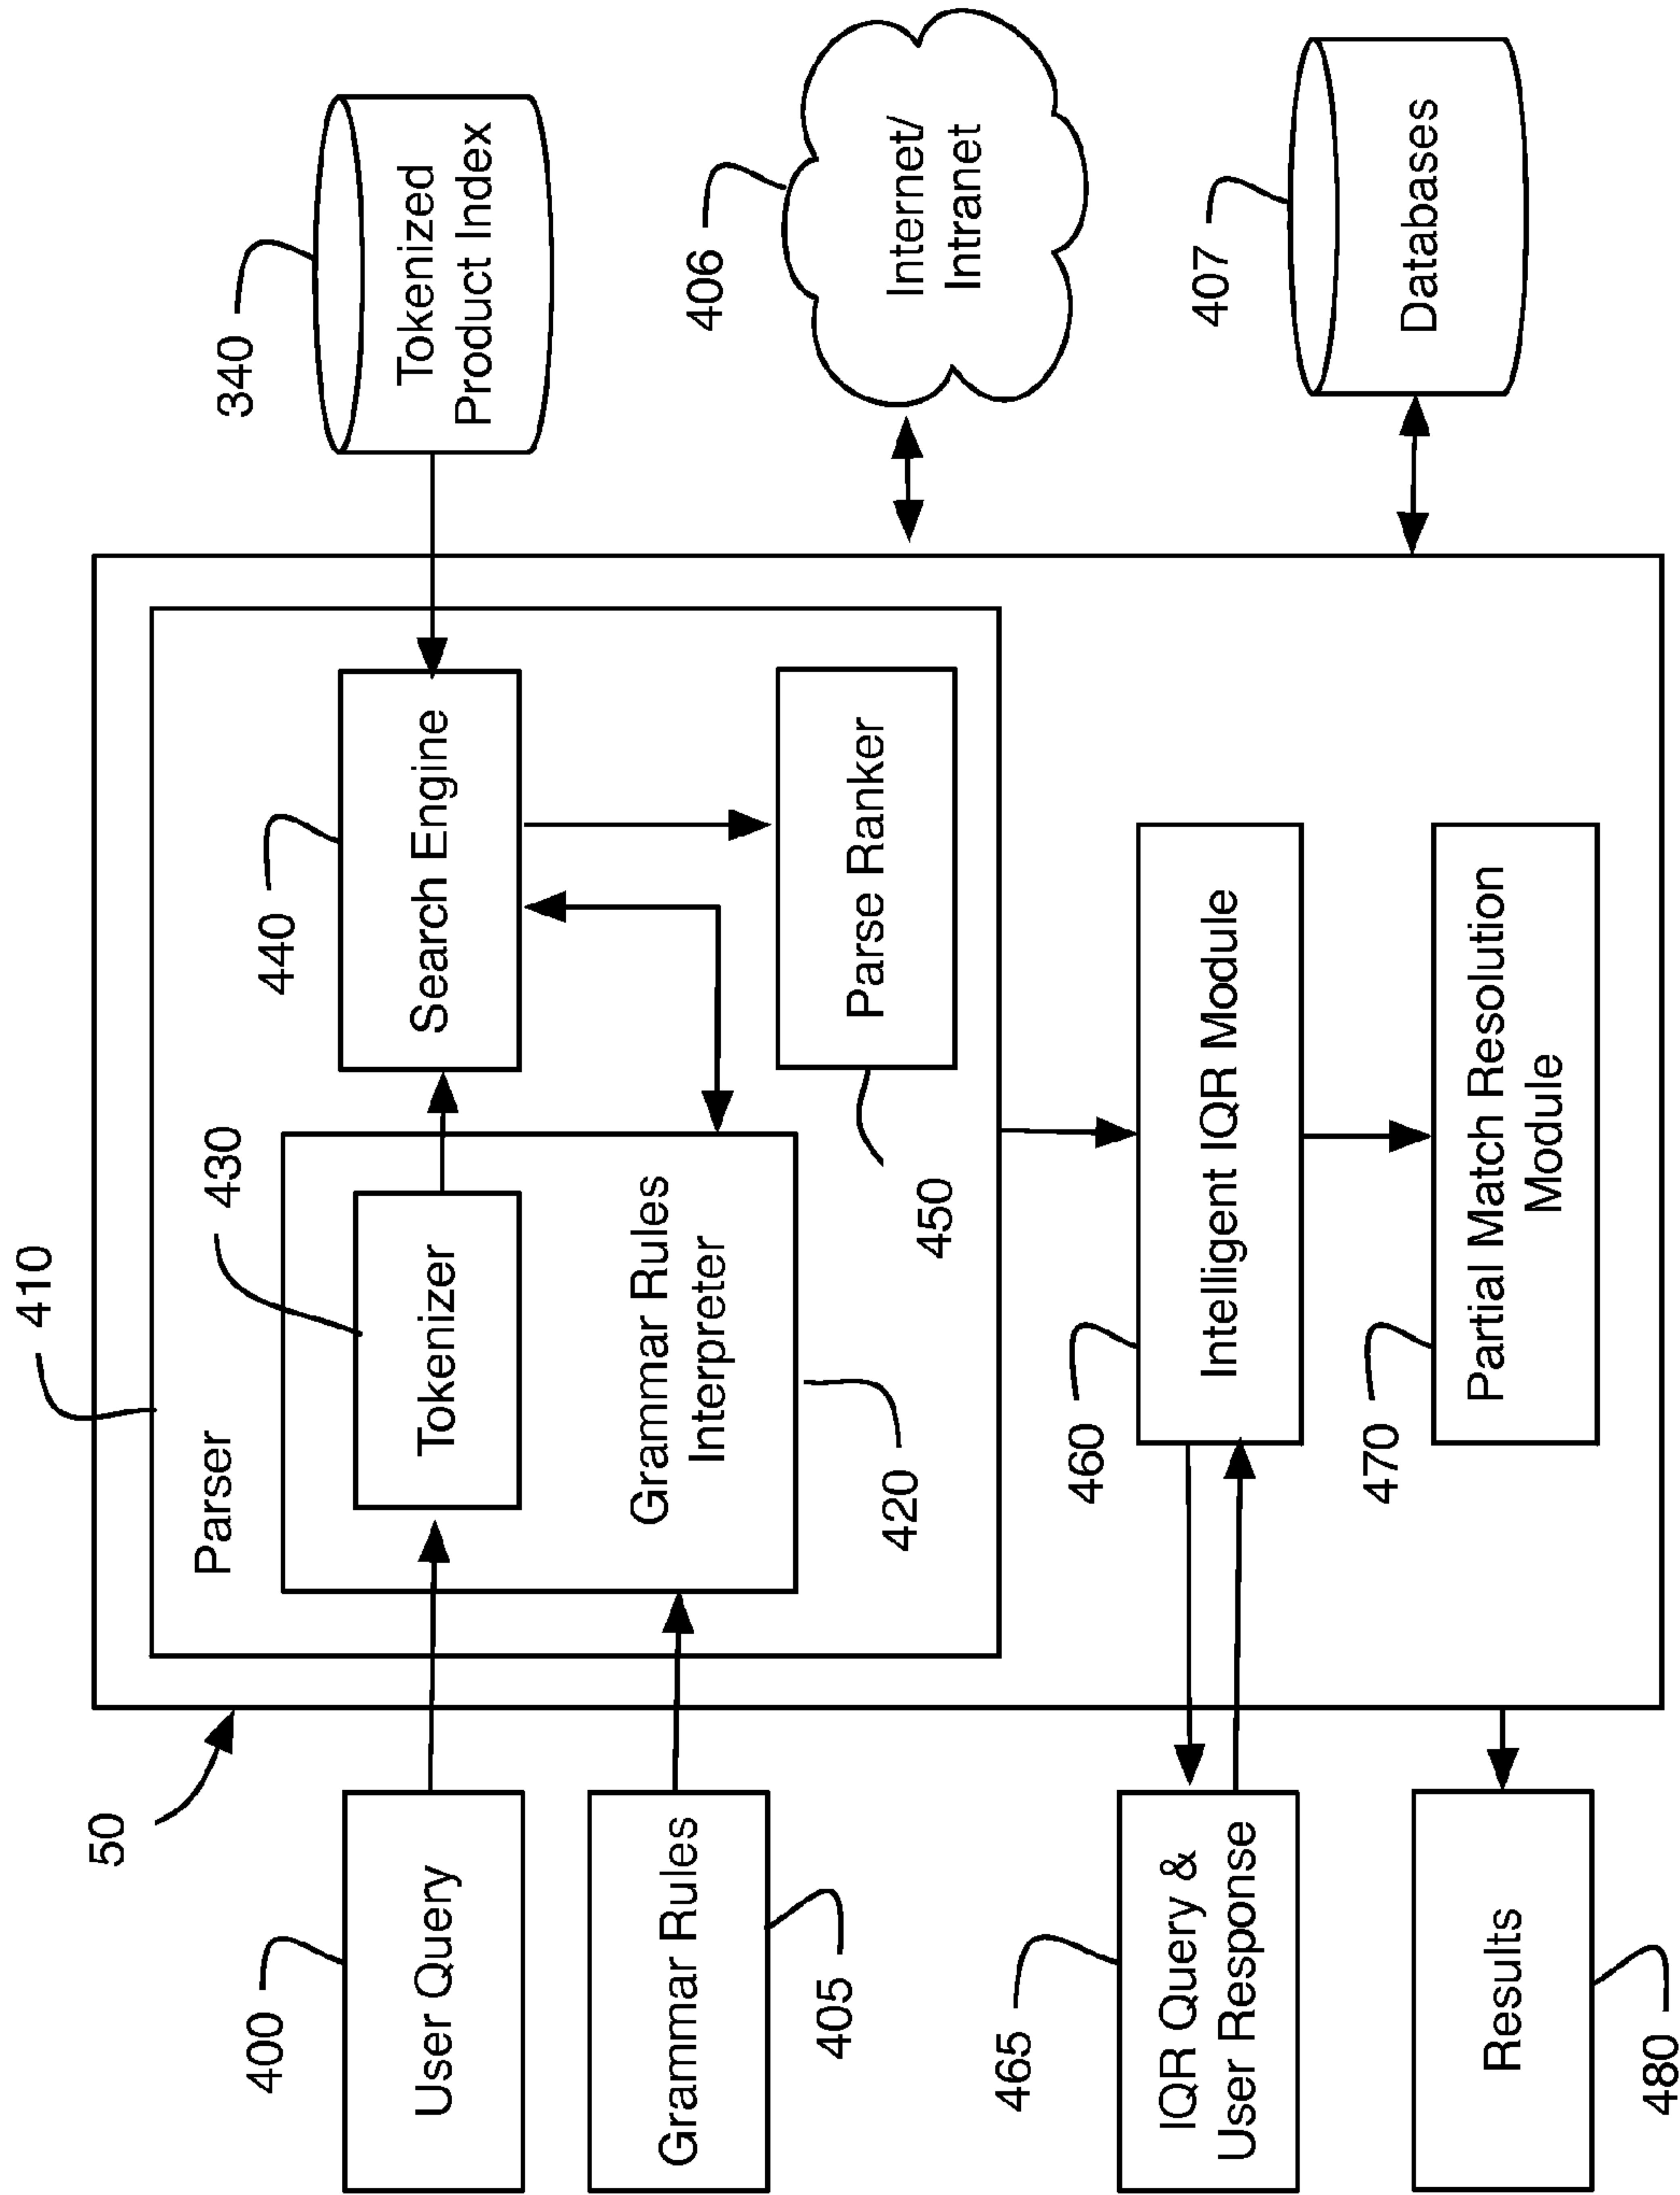 50
410
Parser
400
User Query
430
Tokenizer
440
Search Engine
340
Tokenized
Product Index
Grammar Rules
405
Grammar Rules
Interpreter
420
Parse Ranker
450
406
Internet/
Intranet
465
IQR Query &
User Response
460
Intelligent IQR Module
407
Databases
470
Partial Match Resolution
Module
Results
480